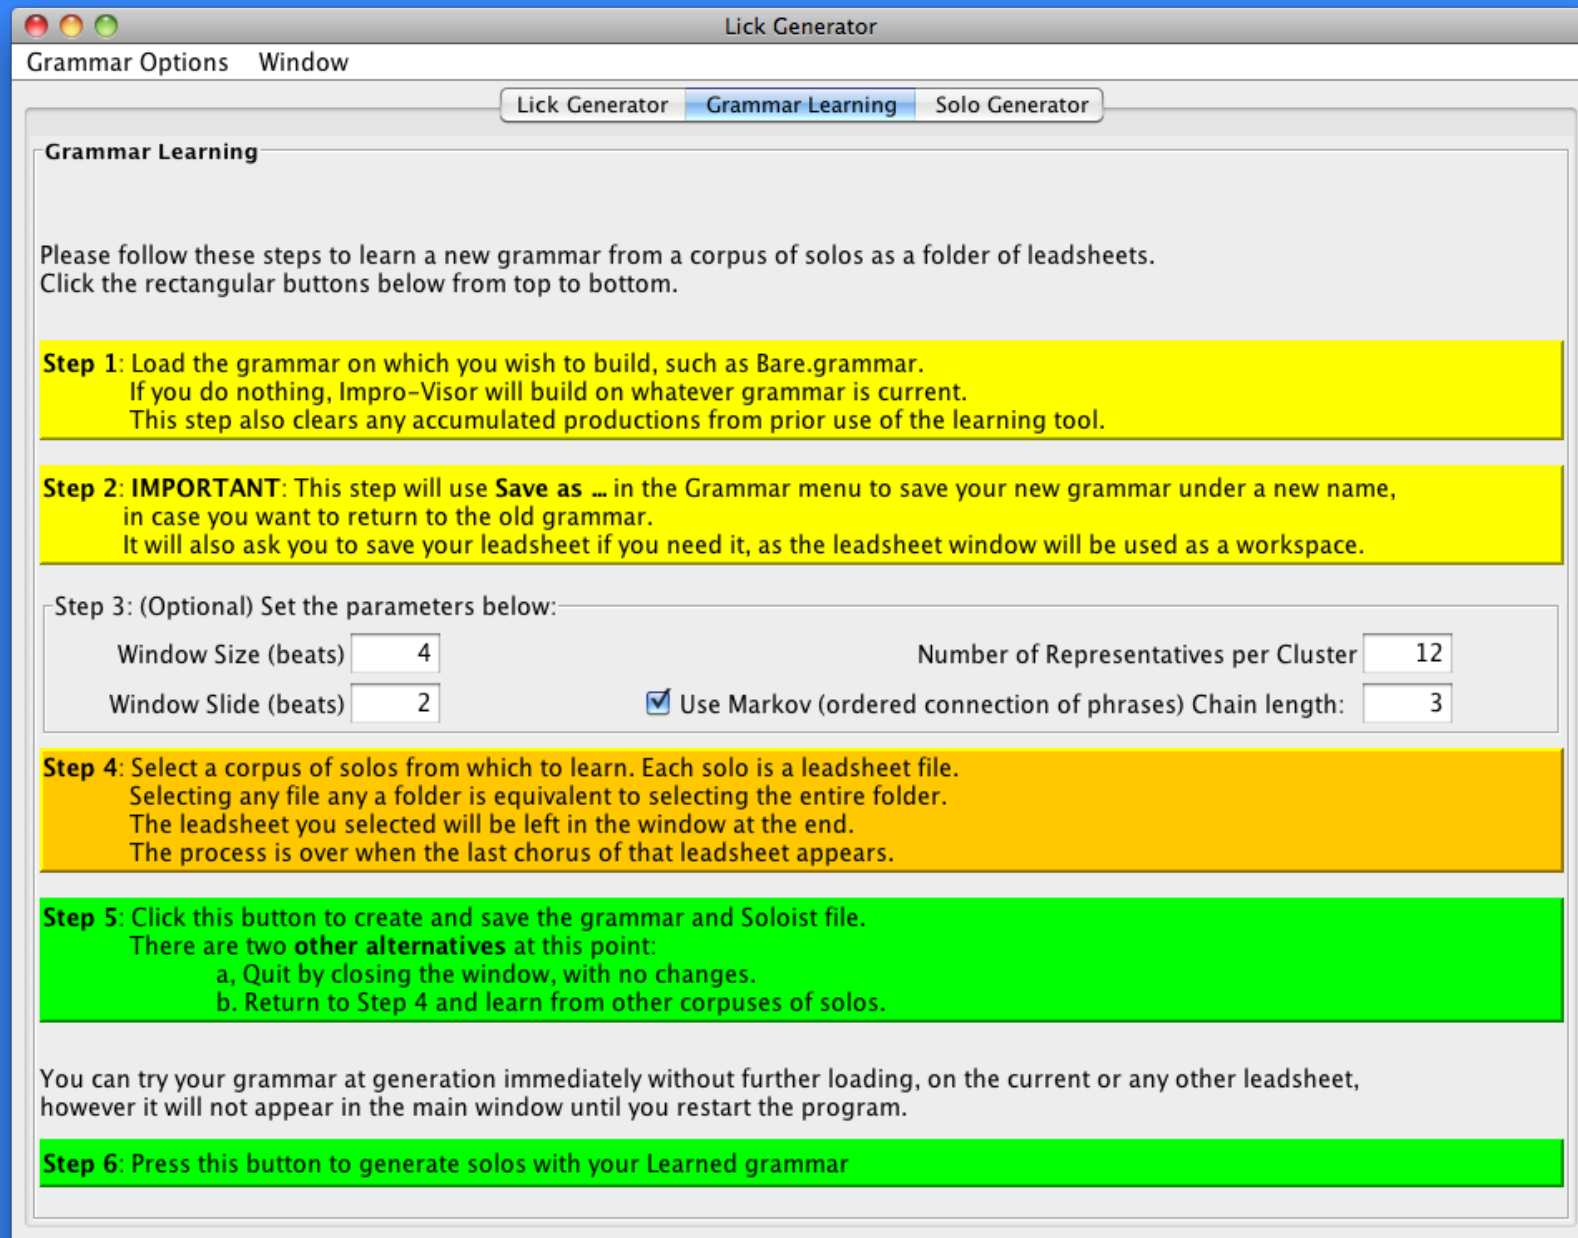 Lick Generator
Grammar Options Window
Lick Generator Grammar Learning Solo Generator
Grammar Learning
Please follow these steps to learn a new grammar from a corpus of solos as a folder of leadsheets.
Click the rectangular buttons below from top to bottom.
Step 1: Load the grammar on which you wish to build, such as Bare.grammar.
If you do nothing, Impro-Visor will build on whatever grammar is current.
This step also clears any accumulated productions from prior use of the learning tool.
Step 2: IMPORTANT: This step will use Save as ... in the Grammar menu to save your new grammar under a new name,
in case you want to return to the old grammar.
It will also ask you to save your leadsheet if you need it, as the leadsheet window will be used as a workspace.
Step 3: (Optional) Set the parameters below:
Window Size (beats) 4 Number of Representatives per Cluster 12
Window Slide (beats) 2 Use Markov (ordered connection of phrases) Chain length: 3
Step 4: Select a corpus of solos from which to learn. Each solo is a leadsheet file.
Selecting any file any a folder is equivalent to selecting the entire folder.
The leadsheet you selected will be left in the window at the end.
The process is over when the last chorus of that leadsheet appears.
Step 5: Click this button to create and save the grammar and Soloist file.
There are two other alternatives at this point:
a, Quit by closing the window, with no changes.
b. Return to Step 4 and learn from other corpuses of solos.
You can try your grammar at generation immediately without further loading, on the current or any other leadsheet,
however it will not appear in the main window until you restart the program.
Step 6: Press this button to generate solos with your Learned grammar